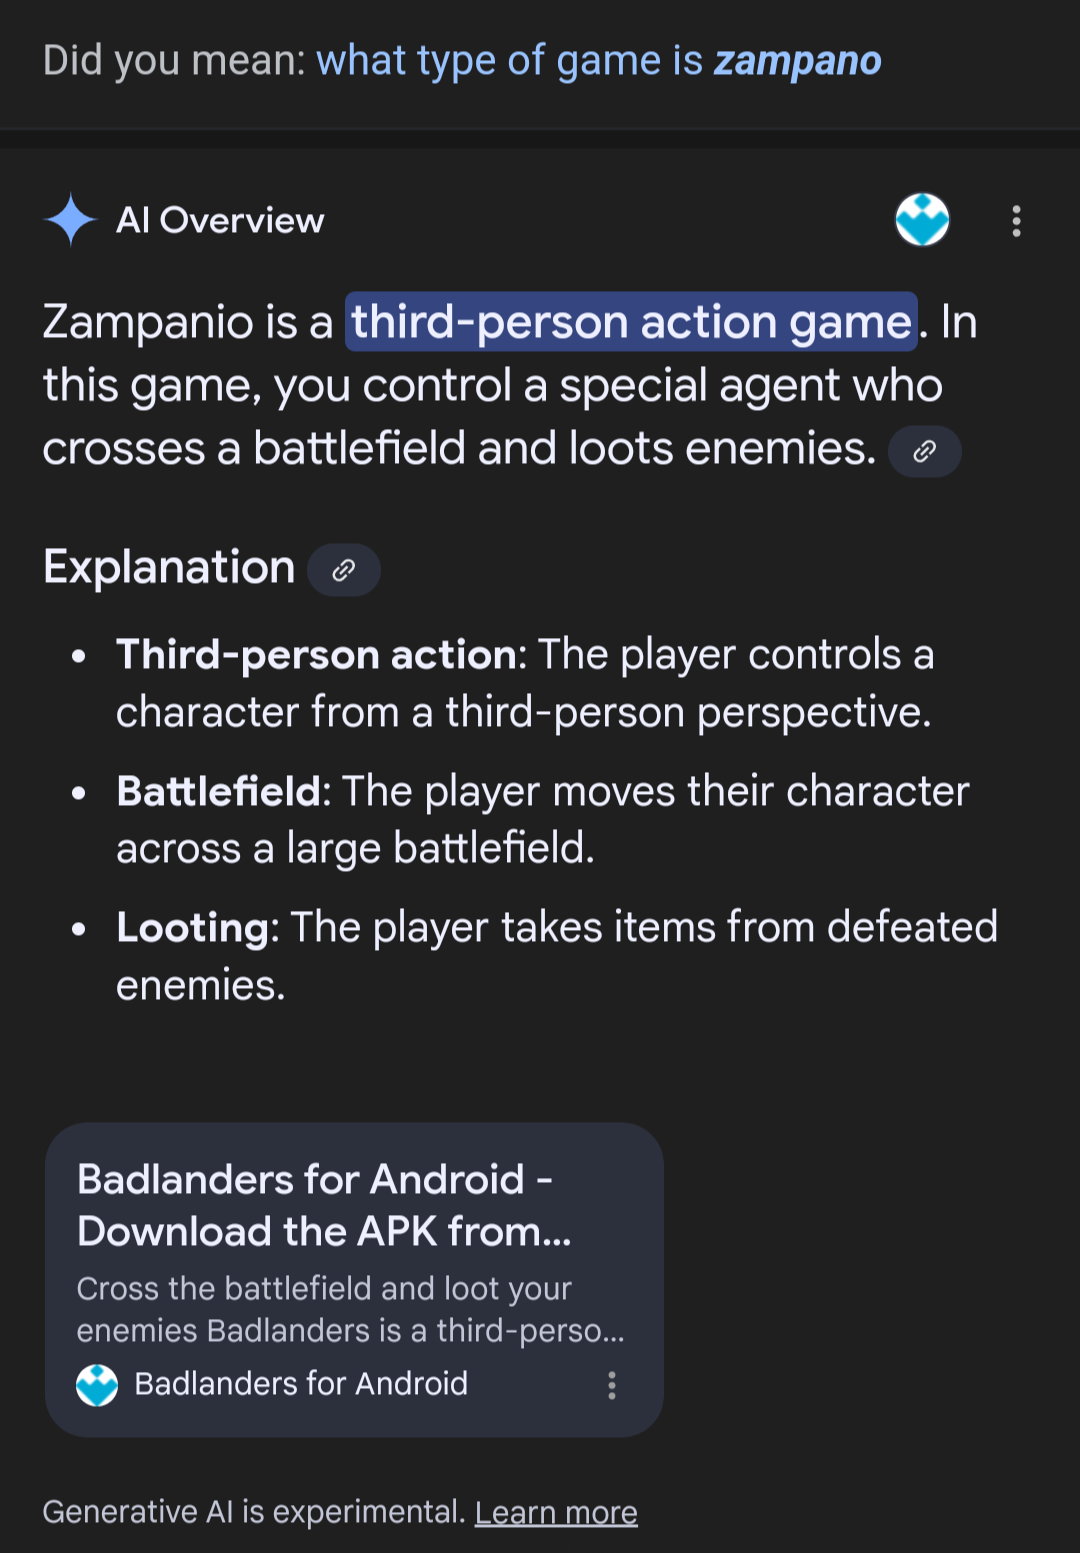 Did you mean: what type of game is zampano
AI Overview
Zampanio is a third-person action game. In
this game, you control a special agent who
crosses a battlefield and loots enemies.
Explanation
• Third-person action: The player controls a
character from a third-person perspective.
• Battlefield: The player moves their character
across a large battlefield.
• Looting: The player takes items from defeated
enemies.
Badlanders for Android -
Download the APK from...
Cross the battlefield and loot your
enemies Badlanders is a third-perso...
Badlanders for Android
Generative AI is experimental. Learn more